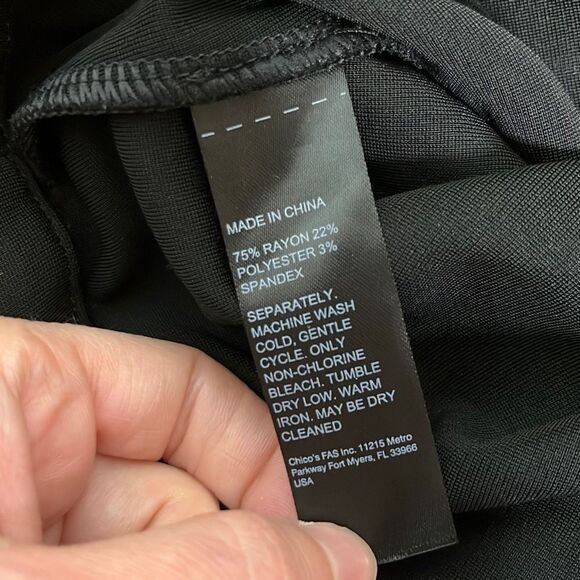 MADE IN CHINA
75% RAYON 22%
POLYESTER 3%
SPANDEX
SEPARATELY.
MACHINE WASH
COLD, GENTLE
CYCLE. ONLY
NON-CHLORINE
BLEACH. TUMBLE
DRY LOW. WARM
IRON. MAY BE DRY
CLEANED
Chico's FAS Inc. 11215 Metro
Parkway Fort Myers, FL 33966
USA